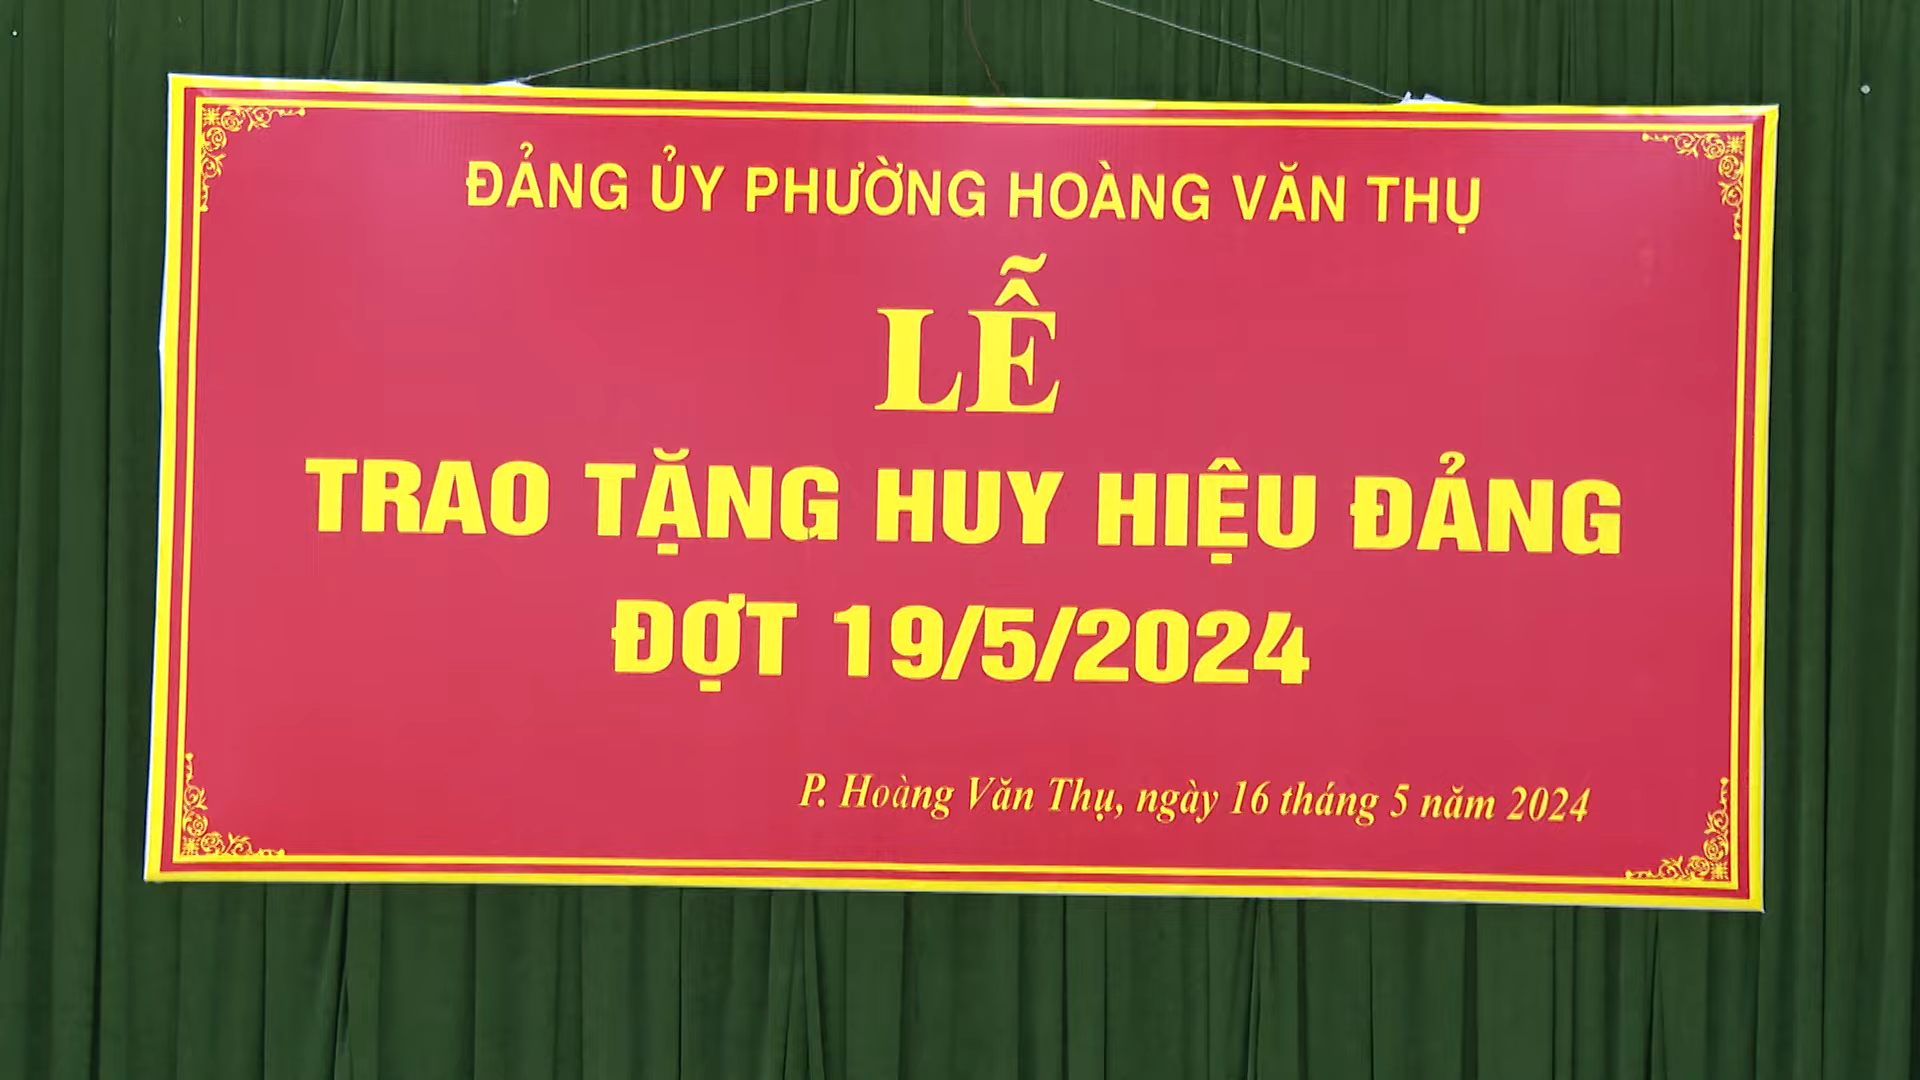 ĐẢNG ỦY PHƯỜNG HOÀNG VĂN THỤ
LỄ
TRAO TẶNG HUY HIỆU ĐẢNG
ĐỢT 19/5/2024
P. Hoàng Văn Thụ, ngày 16 tháng 5 năm 2024